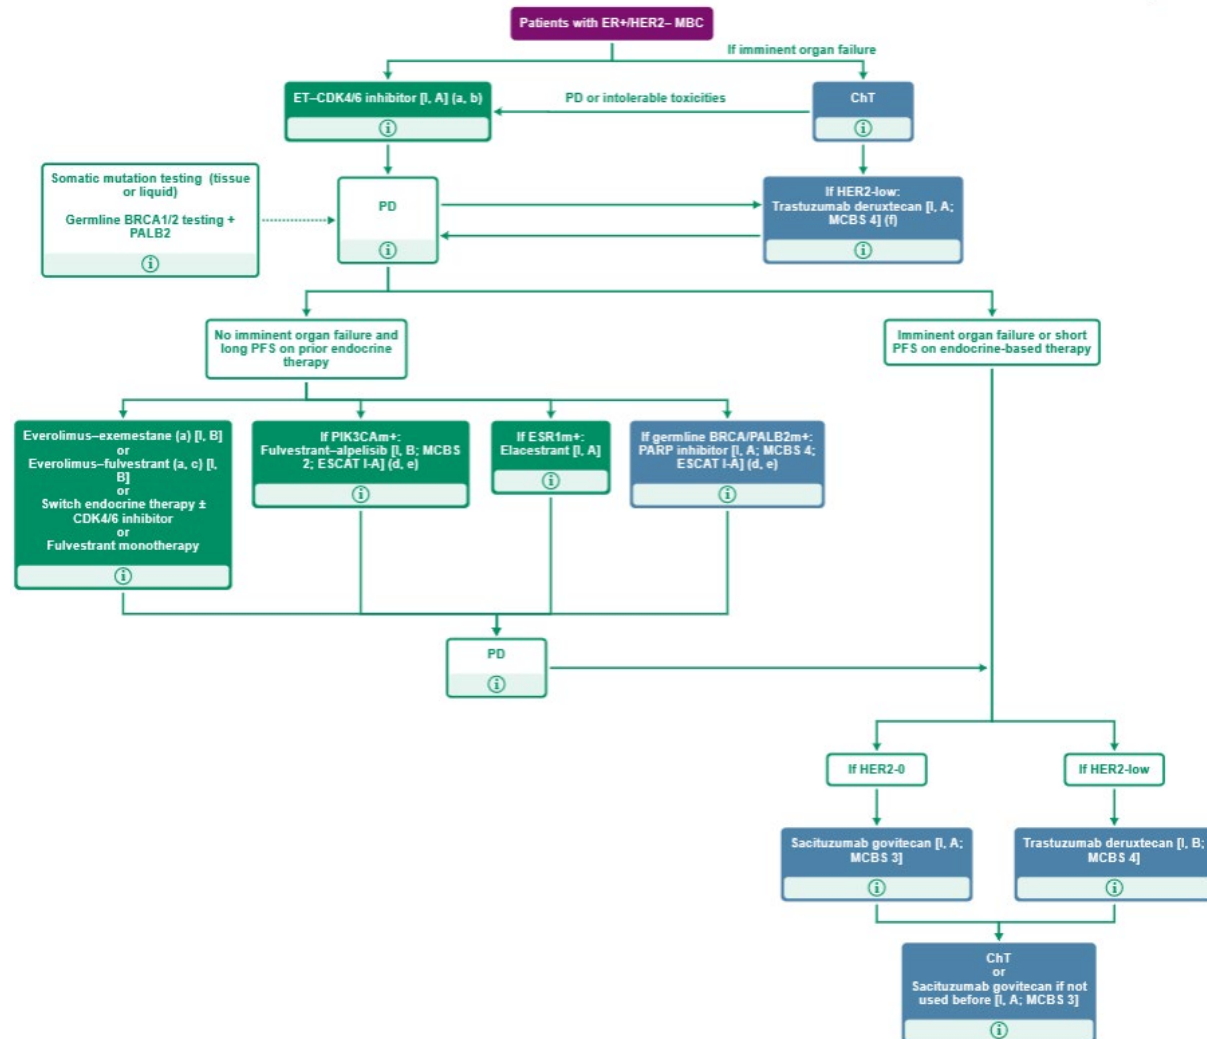 Patients with ER+/HER2– MBC
If imminent organ failure
ET–CDK4/6 inhibitor [I, A] (a, b)
PD or intolerable toxicities
ChT
Somatic mutation testing (tissue
or liquid)
Germline BRCA1/2 testing +
PALB2
PD
If HER2-low:
Trastuzumab deruxtecan [I, A;
MCBS 4] (f)
No imminent organ failure and
long PFS on prior endocrine
therapy
Imminent organ failure or short
PFS on endocrine-based therapy
Everolimus–exemestane (a) [I, B]
or
Everolimus–fulvestrant (a, c) [I,
B]
or
Switch endocrine therapy ±
CDK4/6 inhibitor
or
Fulvestrant monotherapy
If PIK3CAm+:
Fulvestrant–alpelisib [I, B; MCBS
2; ESCAT I-A] (d, e)
If ESR1m+:
Elacestrant [I, A]
If germline BRCA/PALB2m+:
PARP inhibitor [I, A; MCBS 4;
ESCAT I-A] (d, e)
PD
If HER2-0
If HER2-low
Sacituzumab govitecan [I, A;
MCBS 3]
Trastuzumab deruxtecan [I, B;
MCBS 4]
ChT
or
Sacituzumab govitecan if not
used before [I, A; MCBS 3]